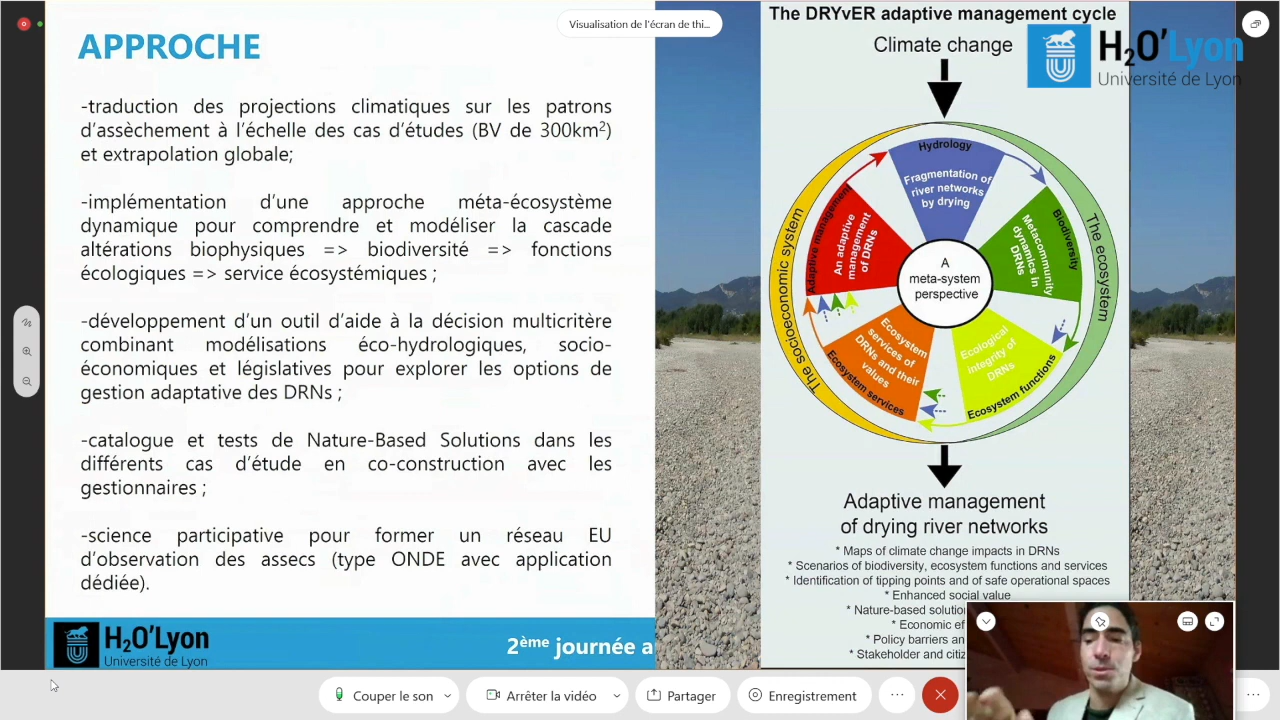 Visualisation de l'écran de thi...
APPROCHE
-traduction des projections climatiques sur les patrons
d'assèchement à l'échelle des cas d'études (BV de 300km²)
et extrapolation globale;
-implémentation d'une approche méta-écosystème
dynamique pour comprendre et modéliser la cascade
altérations biophysiques => biodiversité => fonctions
écologiques => service écosystémiques ;
-développement d'un outil d'aide à la décision multicritère
combinant modélisations éco-hydrologiques, socio-
économiques et législatives pour explorer les options de
gestion adaptative des DRNs ;
-catalogue et tests de Nature-Based Solutions dans les
différents cas d'étude en co-construction avec les
gestionnaires ;
-science participative pour former un réseau EU
d'observation des assecs (type ONDE avec application
dédiée).
H₂O'Lyon
Université de Lyon
2ème journée a
The DRYvER adaptive management cycle
Climate change
H₂O'Lyon
Université de Lyon
Hydrology
Fragmentation of
river networks
by drying
Biodiversity
Metacommunity
dynamics in
DRNs
The ecosystem
Ecological
integrity of
DRNs
Ecosystem functions
Ecosystem
services of
DRNs and their
values
Ecosystem services
Adaptive management
An adaptive
management
of DRNs
The socioeconomic system
A
meta-system
perspective
Adaptive management
of drying river networks
* Maps of climate change impacts in DRNs
* Scenarios of biodiversity, ecosystem functions and services
* Identification of tipping points and of safe operational spaces
* Enhanced social value
* Nature-based solutio
* Economic ef
* Policy barriers an
* Stakeholder and citiz
Couper le son
Arrêter la vidéo
Partager
Enregistrement